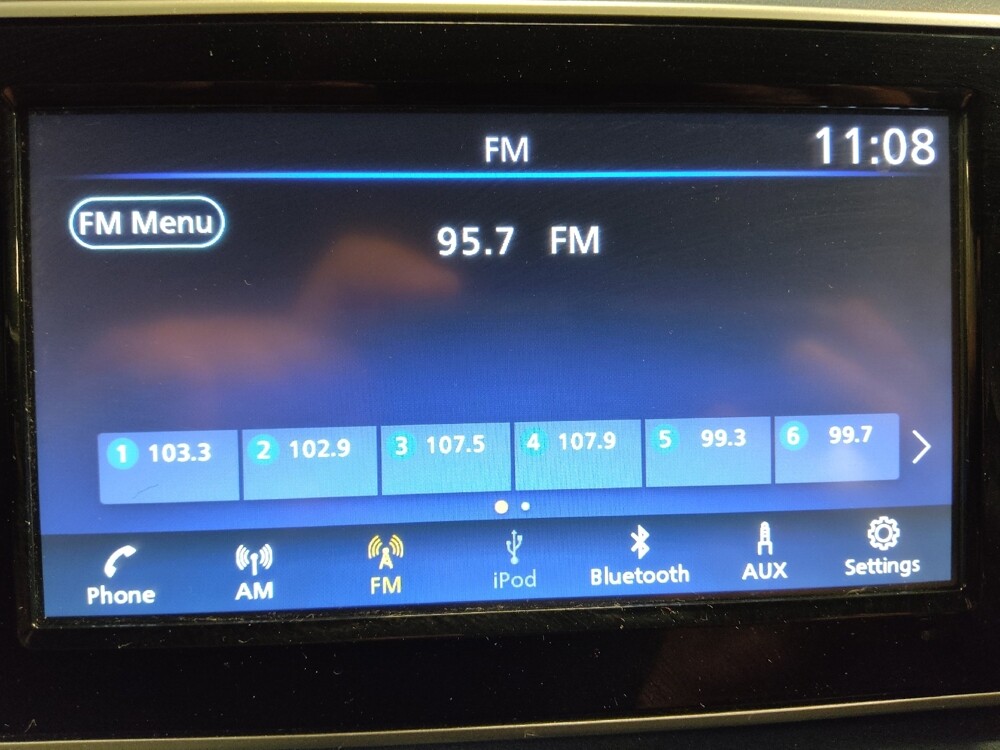 FM 11:08
FM Menu
95.7 FM
1 103.3 2 102.9 3 107.5 4 107.9 5 99.3 6 99.7
Phone AM FM iPod Bluetooth AUX Settings